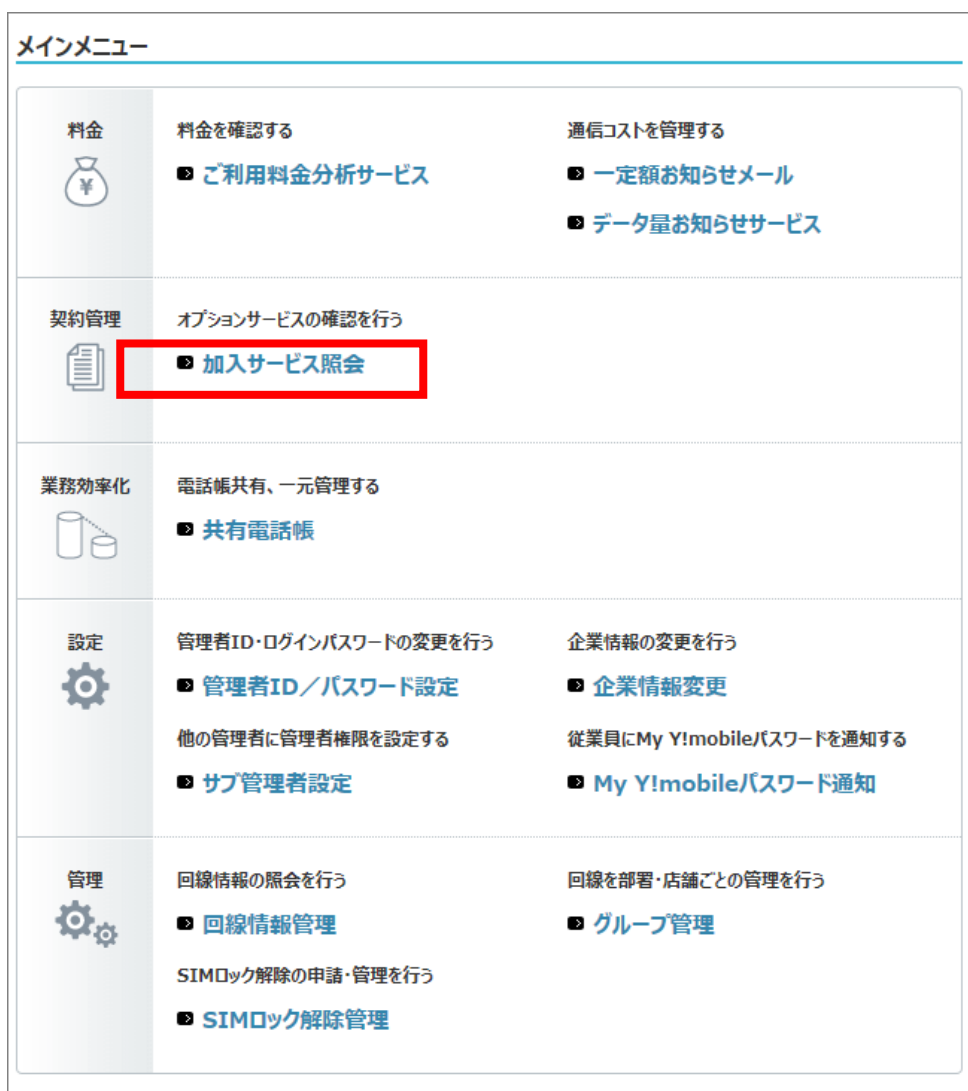 メインメニュー
料金
料金を確認する
ご利用料金分析サービス
通信コストを管理する
一定額お知らせメール
データ量お知らせサービス
契約管理
オプションサービスの確認を行う
加入サービス照会
業務効率化
電話帳共有、一元管理する
共有電話帳
設定
管理者ID・ログインパスワードの変更を行う
管理者ID／パスワード設定
企業情報の変更を行う
企業情報変更
他の管理者に管理者権限を設定する
サブ管理者設定
従業員にMy Y!mobileパスワードを通知する
My Y!mobileパスワード通知
管理
回線情報の照会を行う
回線情報管理
回線を部署・店舗ごとの管理を行う
グループ管理
SIMロック解除の申請・管理を行う
SIMロック解除管理